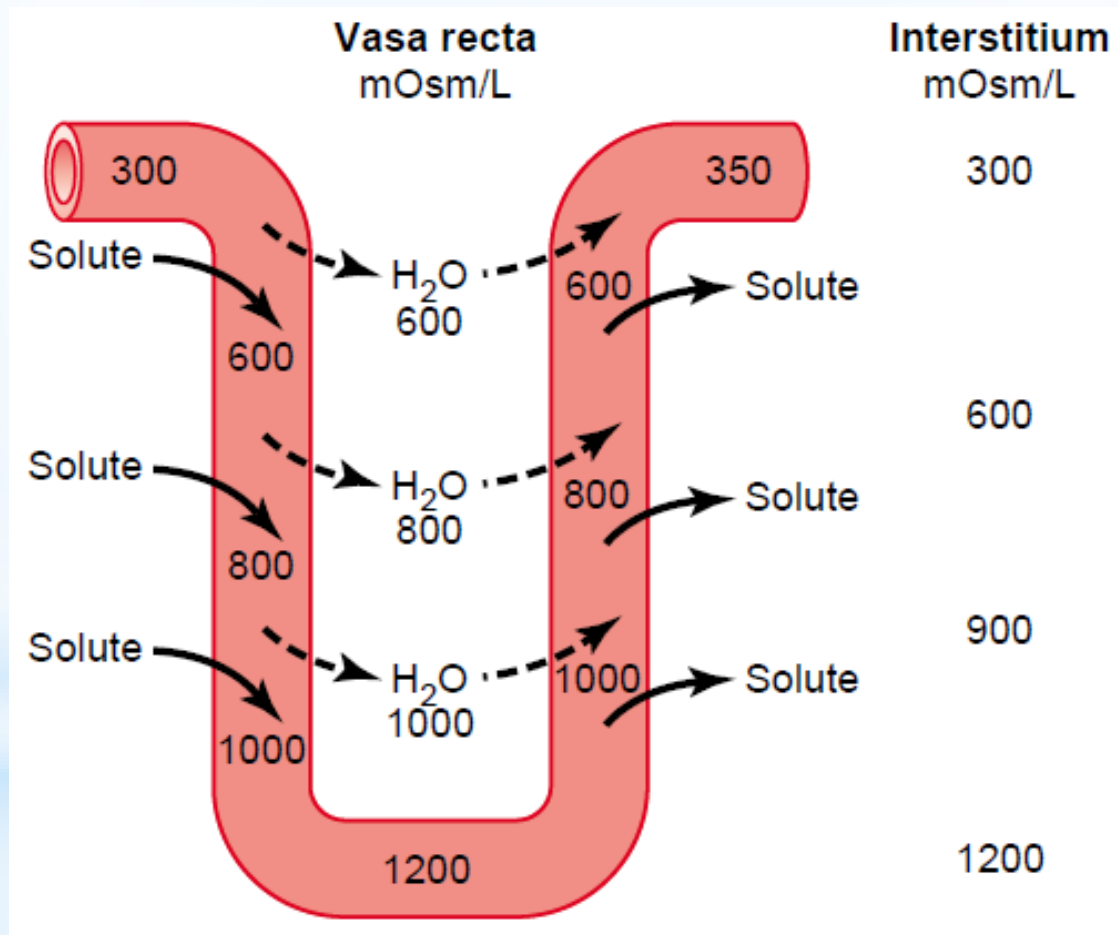 Vasa recta
mOsm/L
Interstitium
mOsm/L
300
350
300
Solute
H₂O
600
600
Solute
600
600
Solute
H₂O
800
800
Solute
800
900
Solute
H₂O
1000
1000
Solute
1000
1200
1200